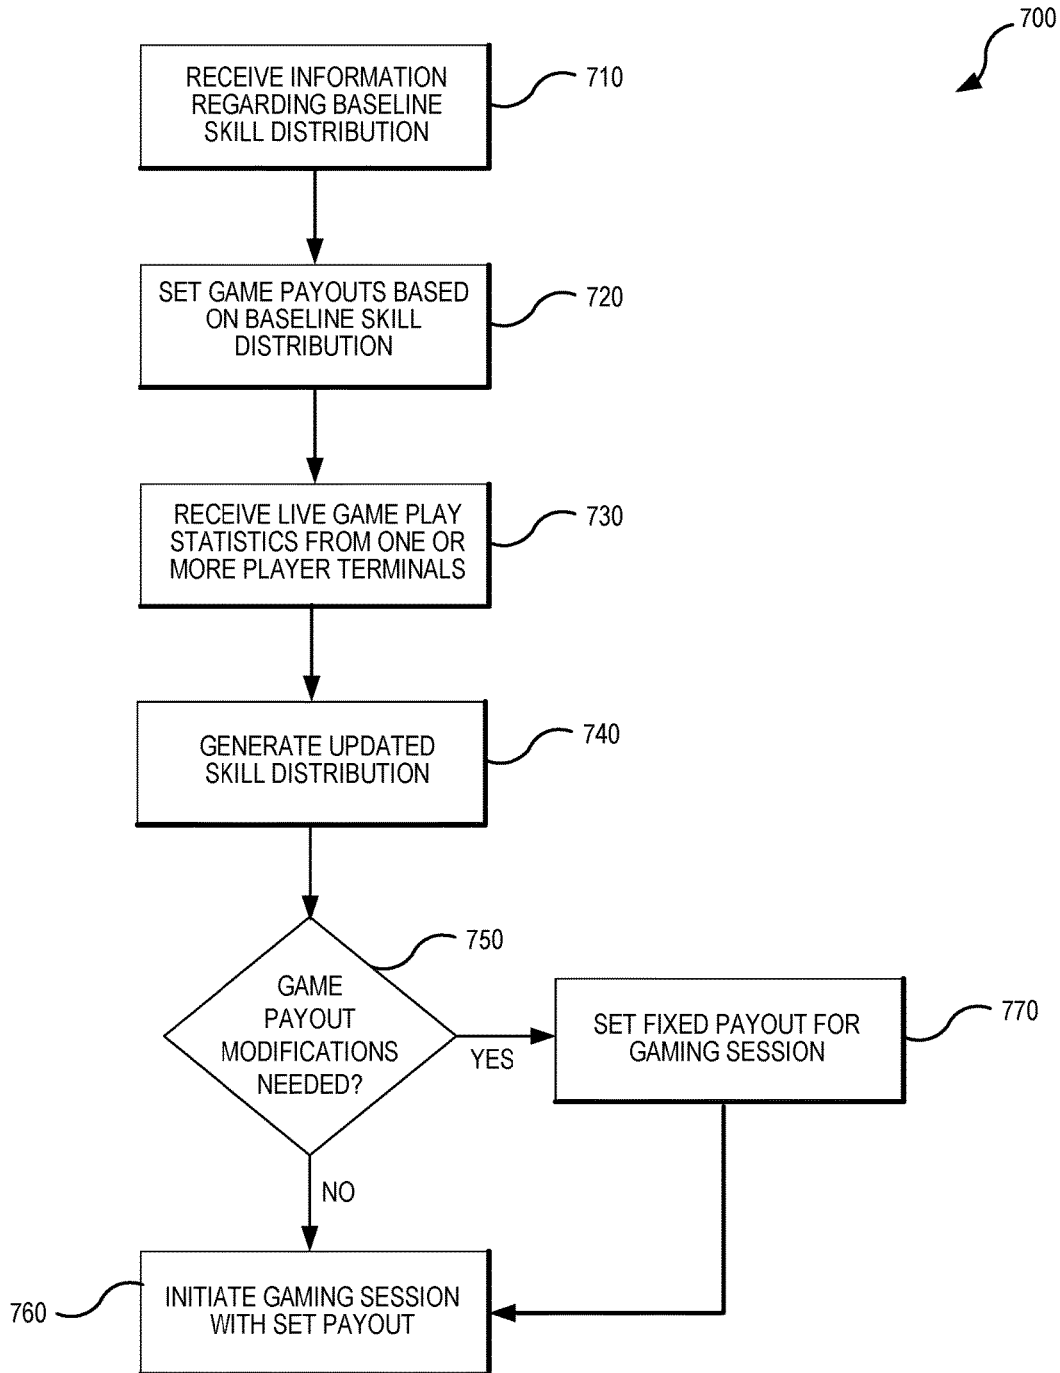 700
RECEIVE INFORMATION
REGARDING BASELINE
SKILL DISTRIBUTION
710
SET GAME PAYOUTS BASED
ON BASELINE SKILL
DISTRIBUTION
720
RECEIVE LIVE GAME PLAY
STATISTICS FROM ONE OR
MORE PLAYER TERMINALS
730
GENERATE UPDATED
SKILL DISTRIBUTION
740
750
GAME
PAYOUT
MODIFICATIONS
NEEDED?
YES
SET FIXED PAYOUT FOR
GAMING SESSION
770
NO
760
INITIATE GAMING SESSION
WITH SET PAYOUT